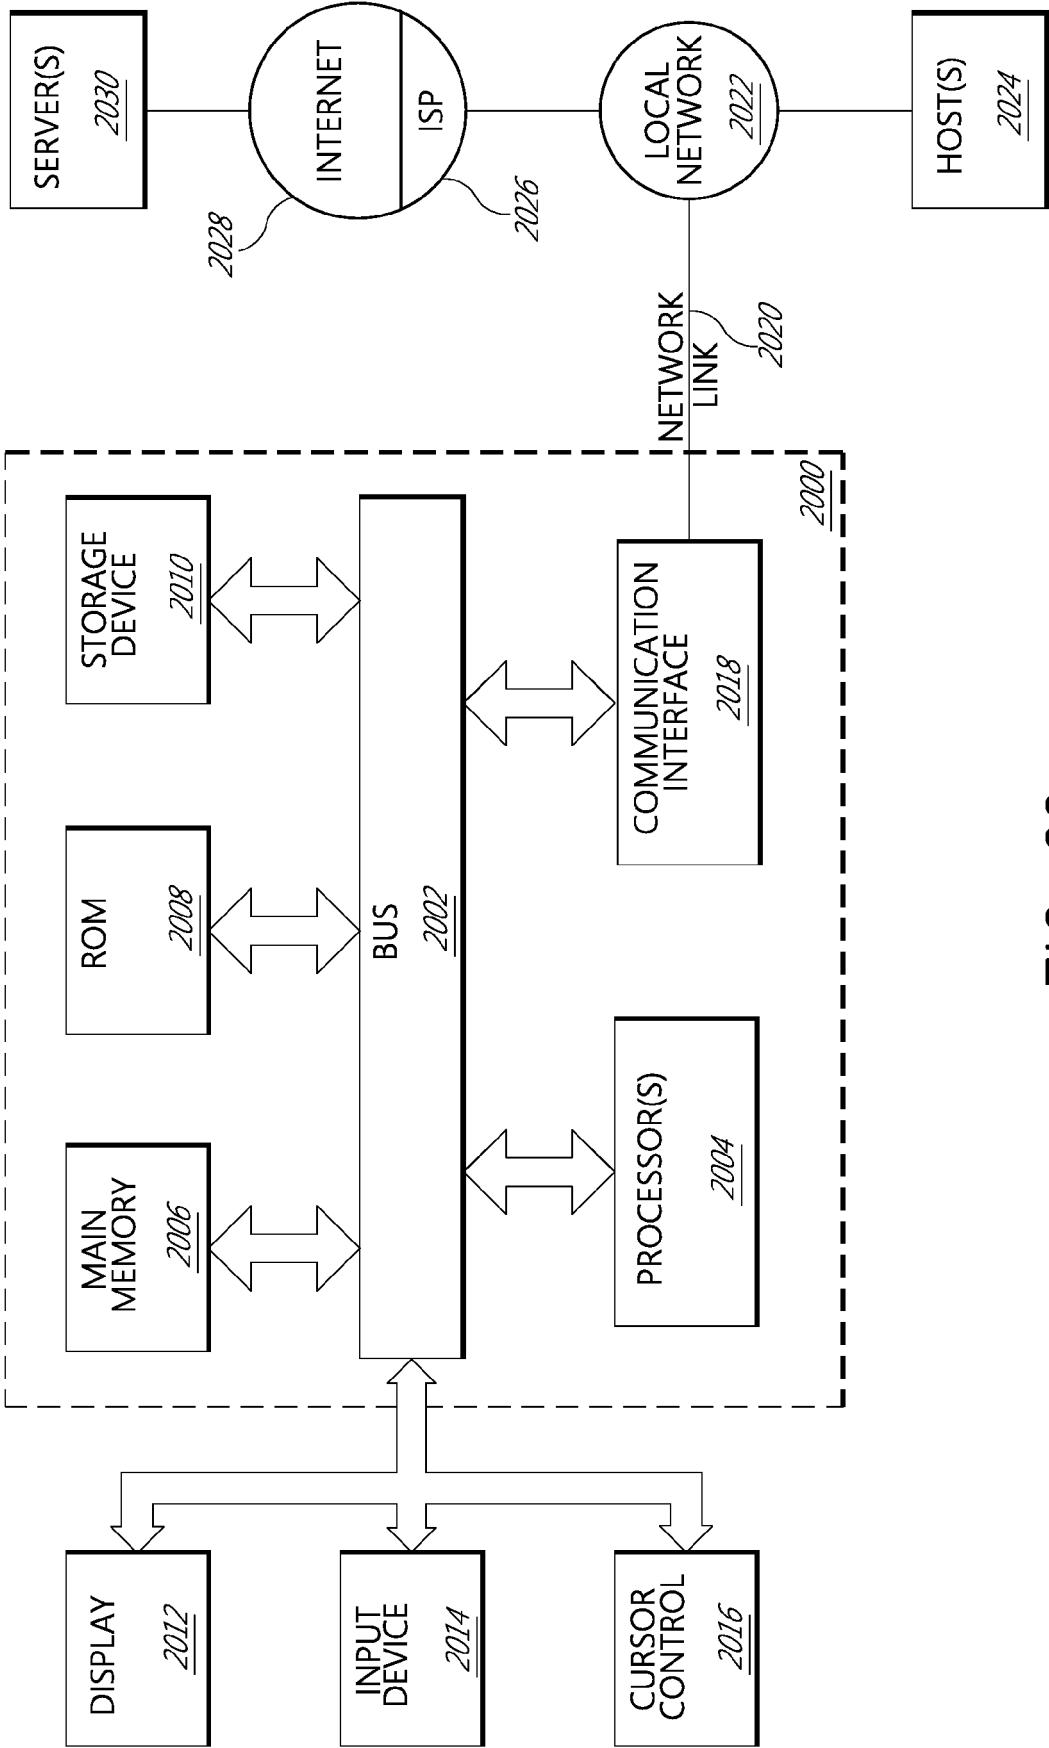 DISPLAY
2012
INPUT
DEVICE
2014
CURSOR
CONTROL
2016
MAIN
MEMORY
2006
ROM
2008
STORAGE
DEVICE
2010
BUS
2002
PROCESSOR(S)
2004
COMMUNICATION
INTERFACE
2018
2000
NETWORK
LINK
2020
SERVER(S)
2030
INTERNET
2028
ISP
2026
LOCAL
NETWORK
2022
HOST(S)
2024